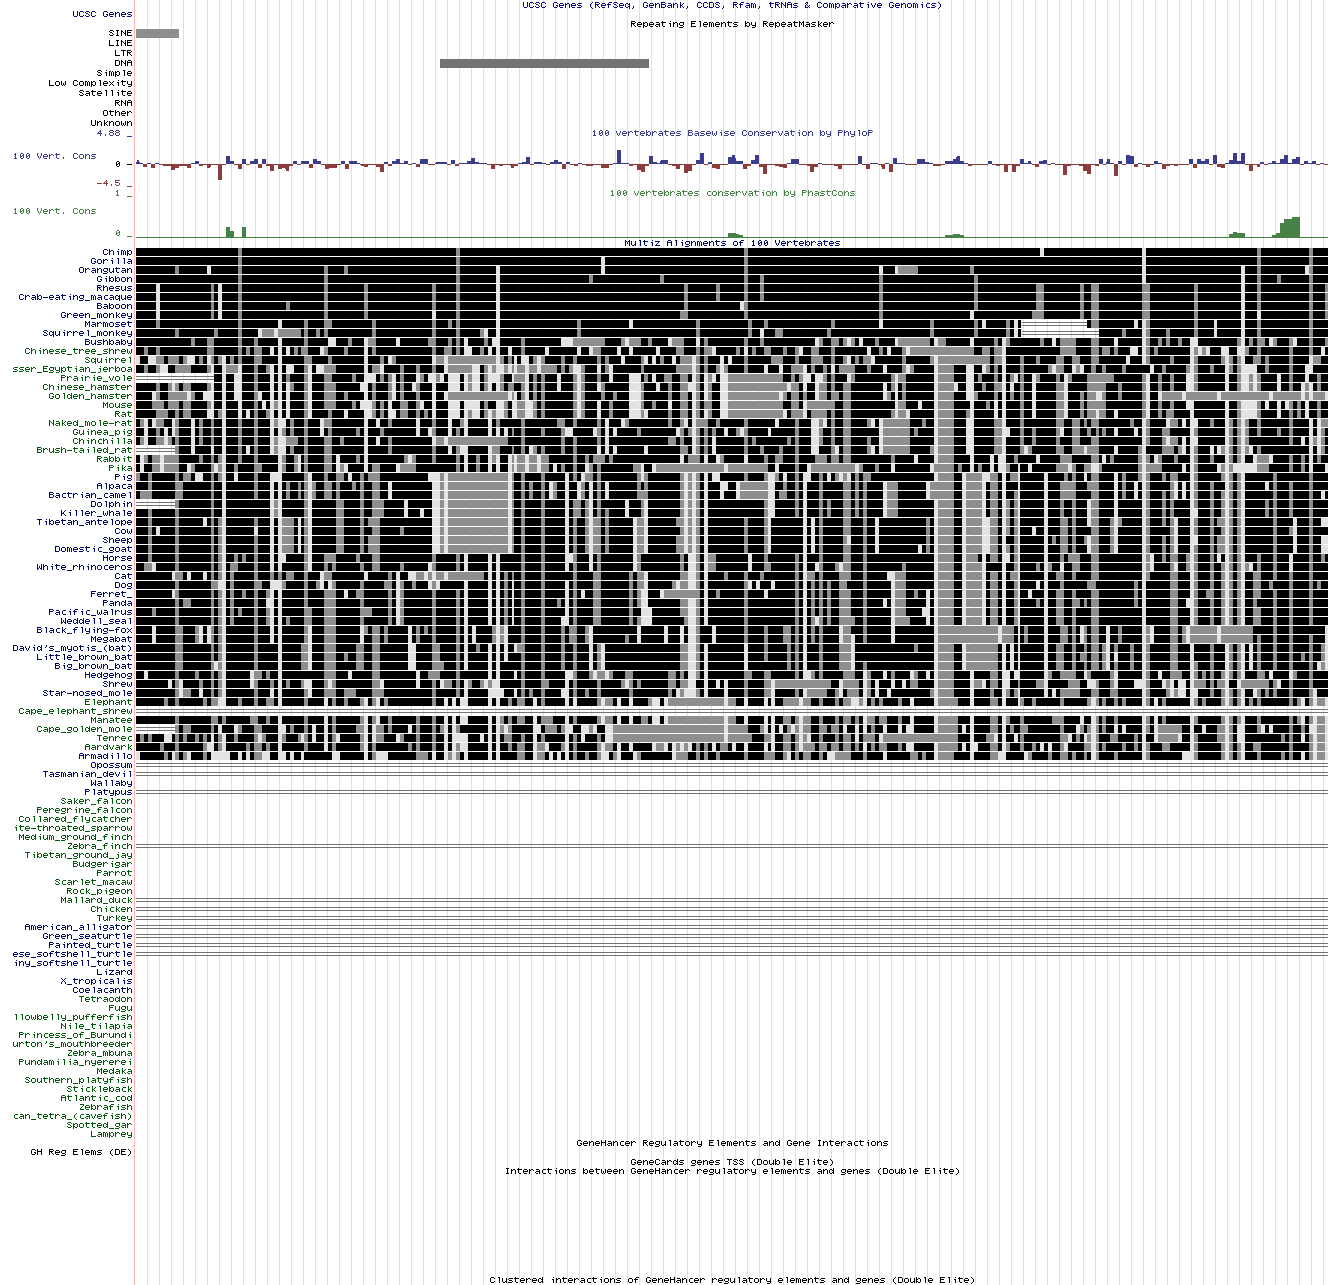 UCSC Genes (RefSeq, GenBank, CCDS, Rfam, tRNAs & Comparative Genomics)
UCSC Genes
Repeating Elements by RepeatMasker
SINE
LINE
LTR
DNA
Simple
Low Complexity
Satellite
RNA
Other
Unknown
4.88 _
100 vertebrates Basewise Conservation by PhyloP
100 Vert. Cons
0 _
-4.5 _
1 _
100 vertebrates conservation by PhastCons
100 Vert. Cons
0 _
Multiz Alignments of 100 Vertebrates
Chimp
Gorilla
Orangutan
Gibbon
Rhesus
Crab-eating_macaque
Baboon
Green_monkey
Marmoset
Squirrel_monkey
Bushbaby
Chinese_tree_shrew
Squirrel
sser_Egyptian_jerboa
Prairie_vole
Chinese_hamster
Golden_hamster
Mouse
Rat
Naked_mole-rat
Guinea_pig
Chinchilla
Brush-tailed_rat
Rabbit
Pika
Pig
Alpaca
Bactrian_camel
Dolphin
Killer_whale
Tibetan_antelope
Cow
Sheep
Domestic_goat
Horse
White_rhinoceros
Cat
Dog
Ferret_
Panda
Pacific_walrus
Weddell_seal
Black_flying-fox
Megabat
David's_myotis_(bat)
Little_brown_bat
Big_brown_bat
Hedgehog
Shrew
Star-nosed_mole
Elephant
Cape_elephant_shrew
Manatee
Cape_golden_mole
Tenrec
Aardvark
Armadillo
Opossum
Tasmanian_devil
Wallaby
Platypus
Saker_falcon
Peregrine_falcon
Collared_flycatcher
ite-throated_sparrow
Medium_ground_finch
Zebra_finch
Tibetan_ground_jay
Budgerigar
Parrot
Scarlet_macaw
Rock_pigeon
Mallard_duck
Chicken
Turkey
American_alligator
Green_seaturtle
Painted_turtle
ese_softshell_turtle
iny_softshell_turtle
Lizard
X_tropicalis
Coelacanth
Tetraodon
Fugu
llowbelly_pufferfish
Nile_tilapia
Princess_of_Burundi
urton's_mouthbreeder
Zebra_mbuna
Pundamilia_nyererei
Medaka
Southern_platyfish
Stickleback
Atlantic_cod
Zebrafish
can_tetra_(cavefish)
Spotted_gar
Lamprey
GeneHancer Regulatory Elements and Gene Interactions
GH Reg Elems (DE)
GeneCards genes TSS (Double Elite)
Interactions between GeneHancer regulatory elements and genes (Double Elite)
Clustered interactions of GeneHancer regulatory elements and genes (Double Elite)